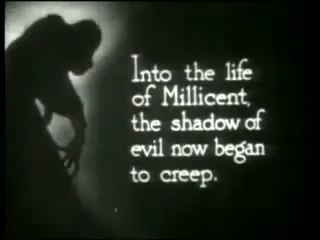 Into the life
of Millicent,
the shadow of
evil now began
to creep.